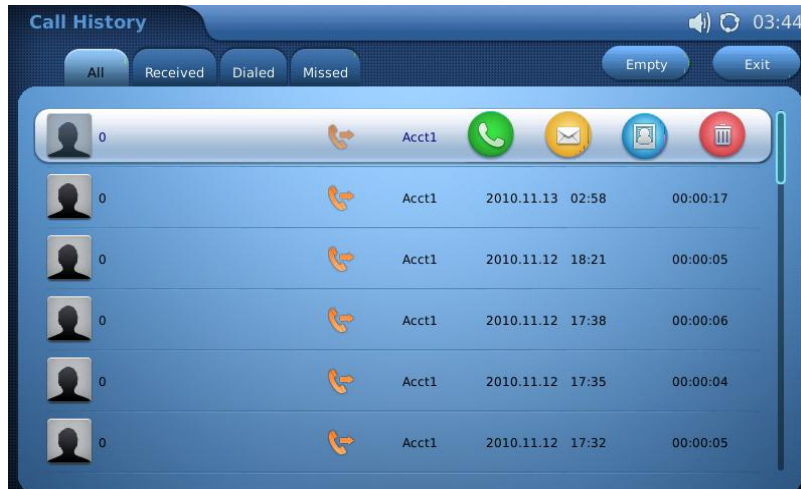 Call History 03:44
All Received Dialed Missed Empty Exit
0 Acct1
0 Acct1 2010.11.13 02:58 00:00:17
0 Acct1 2010.11.12 18:21 00:00:05
0 Acct1 2010.11.12 17:38 00:00:06
0 Acct1 2010.11.12 17:35 00:00:04
0 Acct1 2010.11.12 17:32 00:00:05